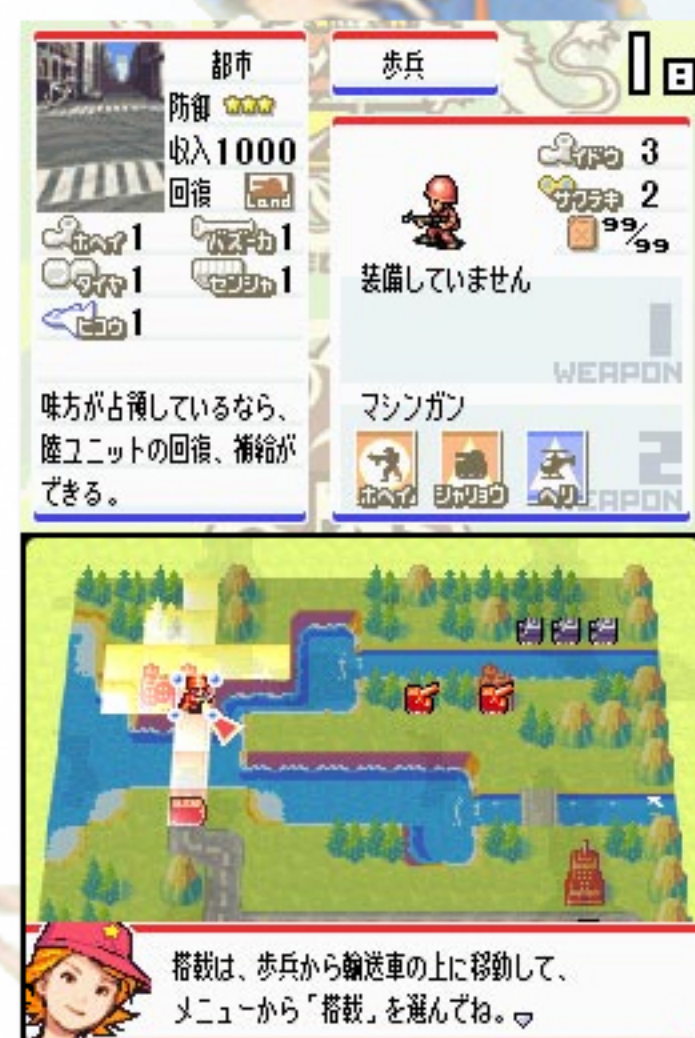 都市
防御
収入1000
回復 Land
ホヘイ1 バズーカ1
タイヤ1 センシャ1
ヒコウ1
味方が占領しているなら、
陸ユニットの回復、補給が
できる。
歩兵
1日
イドウ 3
サクテキ 2
99/99
装備していません
1
WEAPON
マシンガン
ホヘイ シャリョウ ヘリ
2
WEAPON
搭載は、歩兵から輸送車の上に移動して、
メニューから「搭載」を選んでね。